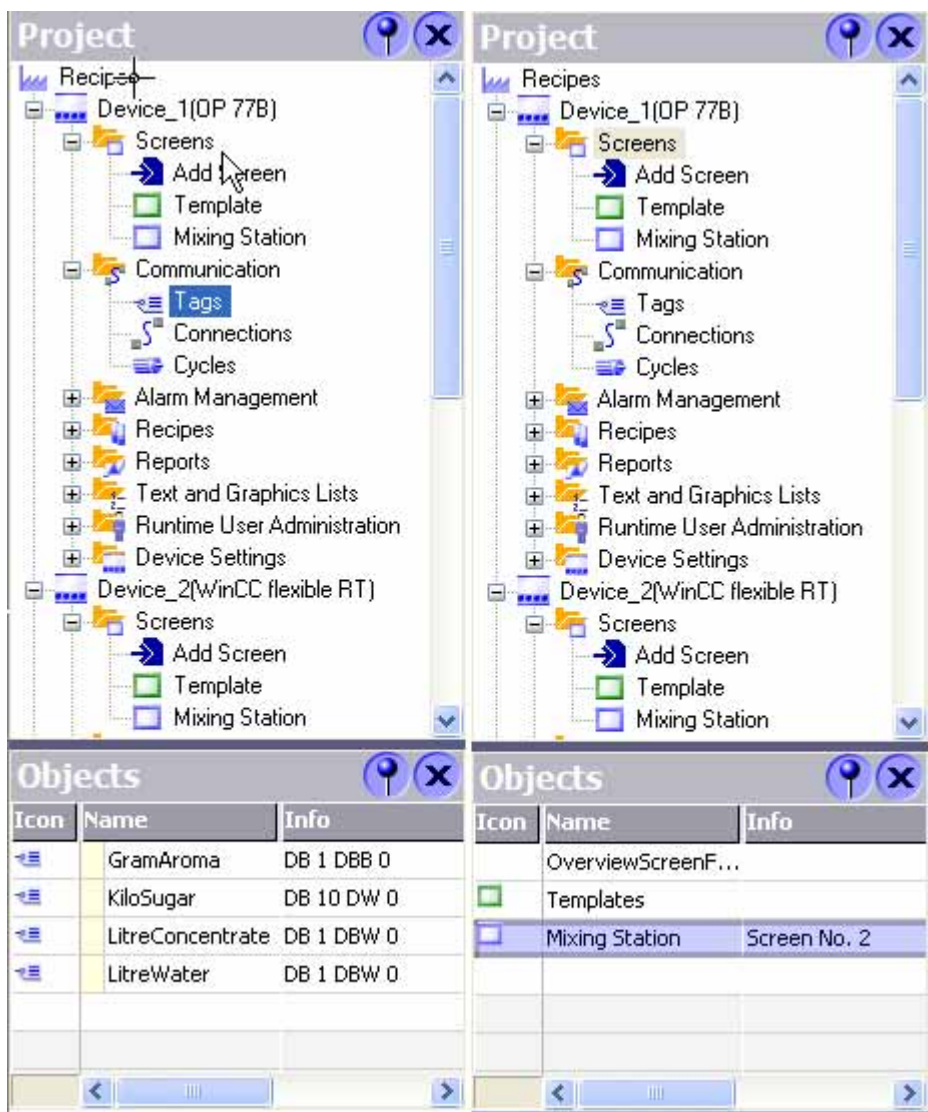 Project
Recipes
Device_1(OP 77B)
Screens
Add Screen
Template
Mixing Station
Communication
Tags
Connections
Cycles
Alarm Management
Recipes
Reports
Text and Graphics Lists
Runtime User Administration
Device Settings
Device_2(WinCC flexible RT)
Screens
Add Screen
Template
Mixing Station
Objects
Icon Name Info
GramAroma DB 1 DBB 0
KiloSugar DB 10 DW 0
LitreConcentrate DB 1 DBW 0
LitreWater DB 1 DBW 0
Project
Recipes
Device_1(OP 77B)
Screens
Add Screen
Template
Mixing Station
Communication
Tags
Connections
Cycles
Alarm Management
Recipes
Reports
Text and Graphics Lists
Runtime User Administration
Device Settings
Device_2(WinCC flexible RT)
Screens
Add Screen
Template
Mixing Station
Objects
Icon Name Info
OverviewScreenF...
Templates
Mixing Station Screen No. 2